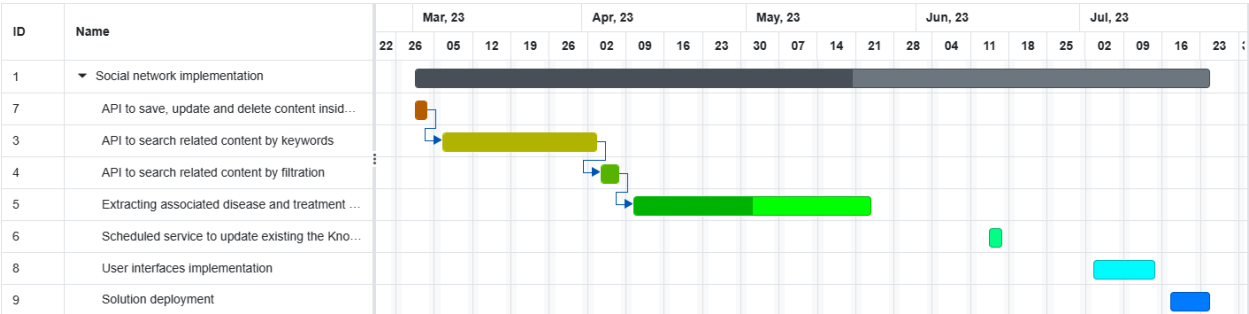 ID Name Mar, 23 Apr, 23 May, 23 Jun, 23 Jul, 23
22 26 05 12 19 26 02 09 16 23 30 07 14 21 28 04 11 18 25 02 09 16 23
1 Social network implementation
7 API to save, update and delete content insid...
3 API to search related content by keywords
4 API to search related content by filtration
5 Extracting associated disease and treatment ...
6 Scheduled service to update existing the Kno...
8 User interfaces implementation
9 Solution deployment